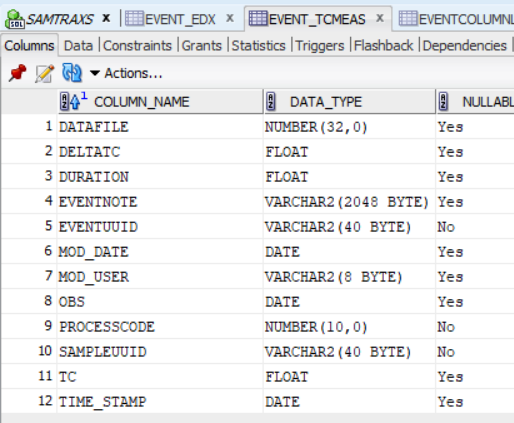 SAMTRAXS x EVENT_EDX x EVENT_TCMEAS x EVENTCOLUMNL
Columns Data Constraints Grants Statistics Triggers Flashback Dependencies
Actions...
COLUMN_NAME DATA_TYPE NULLABL
1 DATAFILE NUMBER(32,0) Yes
2 DELTATC FLOAT Yes
3 DURATION FLOAT Yes
4 EVENTNOTE VARCHAR2(2048 BYTE) Yes
5 EVENTUUID VARCHAR2(40 BYTE) No
6 MOD_DATE DATE Yes
7 MOD_USER VARCHAR2(8 BYTE) Yes
8 OBS DATE Yes
9 PROCESSCODE NUMBER(10,0) No
10 SAMPLEUUID VARCHAR2(40 BYTE) No
11 TC FLOAT Yes
12 TIME_STAMP DATE Yes